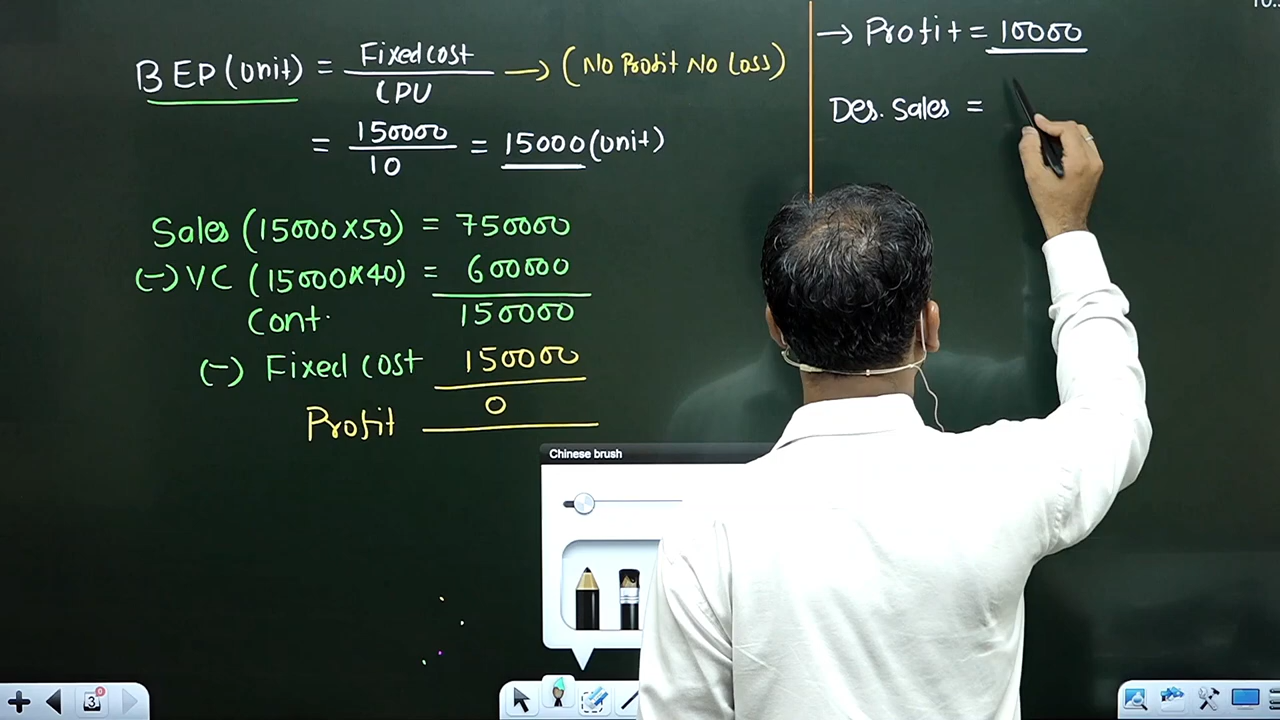 BEP (Unit) = Fixed cost / CPU → (No Profit No Loss)
= 150000 / 10 = 15000 (Unit)
Sales (15000×50) = 750000
(-) VC (15000×40) = 600000
Cont. 150000
(-) Fixed cost 150000
Profit 0
→ Profit = 10000
Des. Sales =
Chinese brush
3